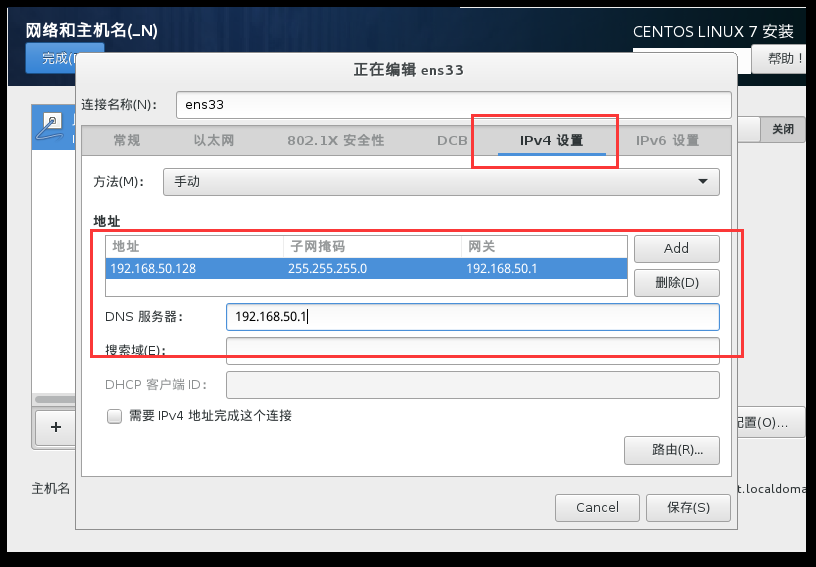 网络和主机名(_N)
CENTOS LINUX 7 安装
完成(
帮助！
正在编辑 ens33
连接名称(N)：
ens33
常规
以太网
802.1X 安全性
DCB
IPv4 设置
IPv6 设置
关闭
方法(M)：
手动
地址
地址
子网掩码
网关
Add
192.168.50.128
255.255.255.0
192.168.50.1
删除(D)
DNS 服务器：
192.168.50.1
搜索域(E)：
DHCP 客户端 ID：
需要 IPv4 地址完成这个连接
+
配置(O)...
路由(R)...
主机名
t.localdoma
Cancel
保存(S)